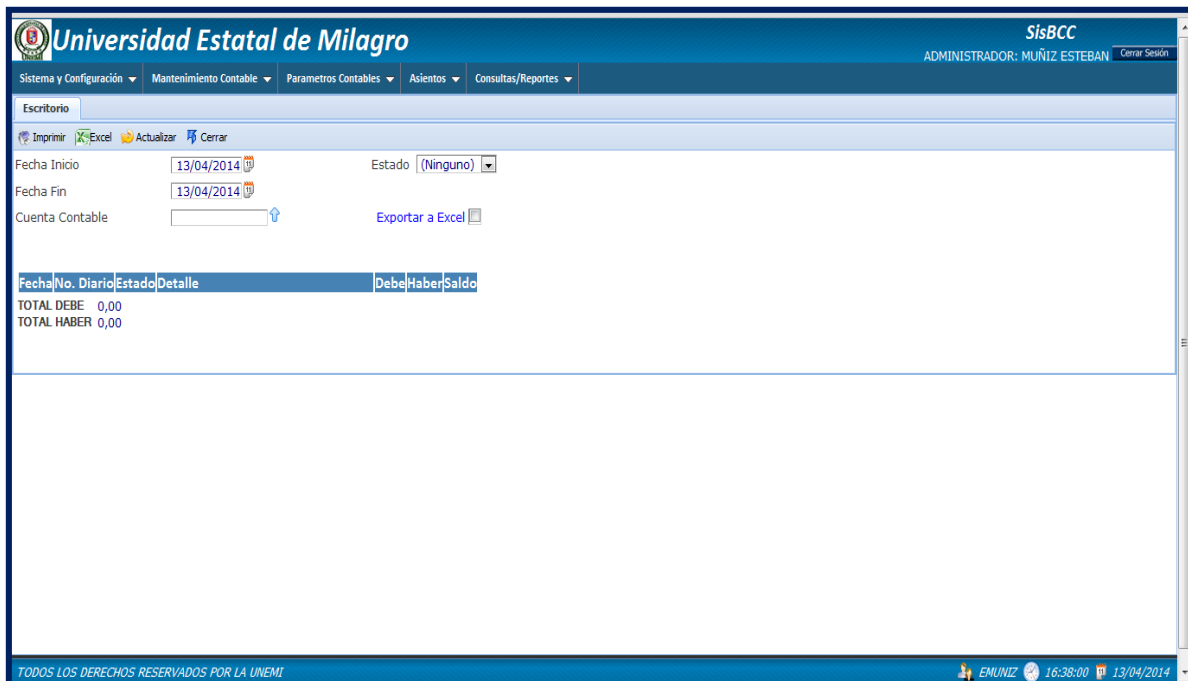 Universidad Estatal de Milagro
SisBCC
ADMINISTRADOR: MUÑIZ ESTEBAN Cerrar Sesión
Sistema y Configuración Mantenimiento Contable Parametros Contables Asientos Consultas/Reportes
Escritorio
Imprimir Excel Actualizar Cerrar
Fecha Inicio 13/04/2014 Estado (Ninguno)
Fecha Fin 13/04/2014
Cuenta Contable Exportar a Excel
Fecha No. Diario Estado Detalle Debe Haber Saldo
TOTAL DEBE 0,00
TOTAL HABER 0,00
TODOS LOS DERECHOS RESERVADOS POR LA UNEMI EMUNIZ 16:38:00 13/04/2014